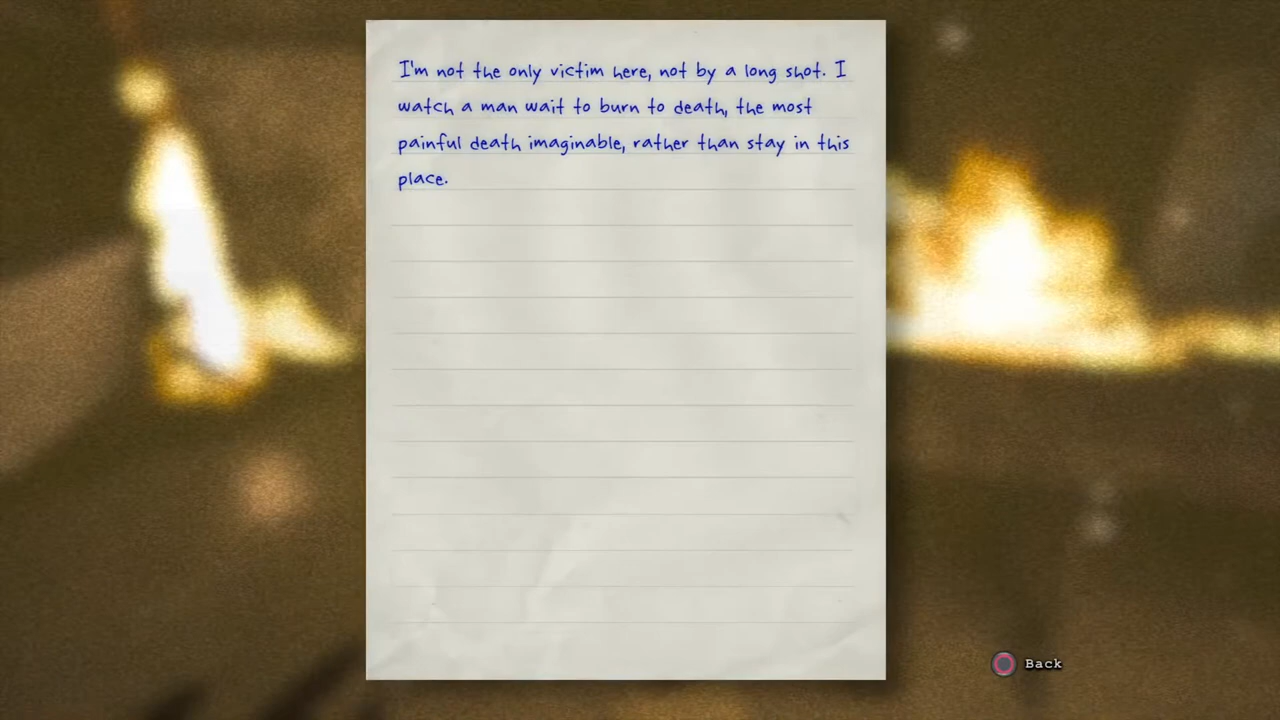 I'm not the only victim here, not by a long shot. I
watch a man wait to burn to death, the most
painful death imaginable, rather than stay in this
place.
Back